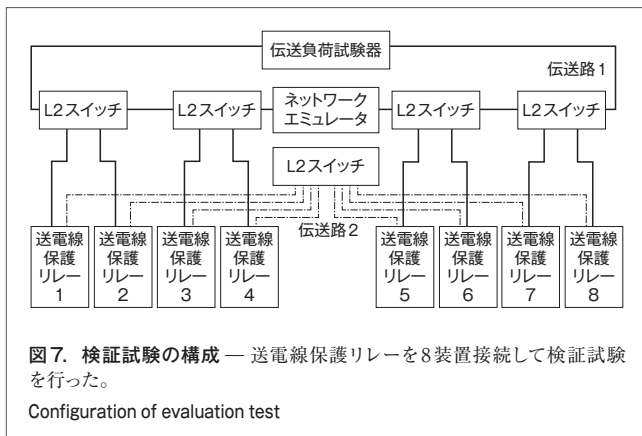 伝送負荷試験器
伝送路1
L2スイッチ
L2スイッチ
ネットワーク
エミュレータ
L2スイッチ
L2スイッチ
L2スイッチ
伝送路2
送電線
保護
リレー
1
送電線
保護
リレー
2
送電線
保護
リレー
3
送電線
保護
リレー
4
送電線
保護
リレー
5
送電線
保護
リレー
6
送電線
保護
リレー
7
送電線
保護
リレー
8
図7. 検証試験の構成 — 送電線保護リレーを8装置接続して検証試験
を行った。
Configuration of evaluation test